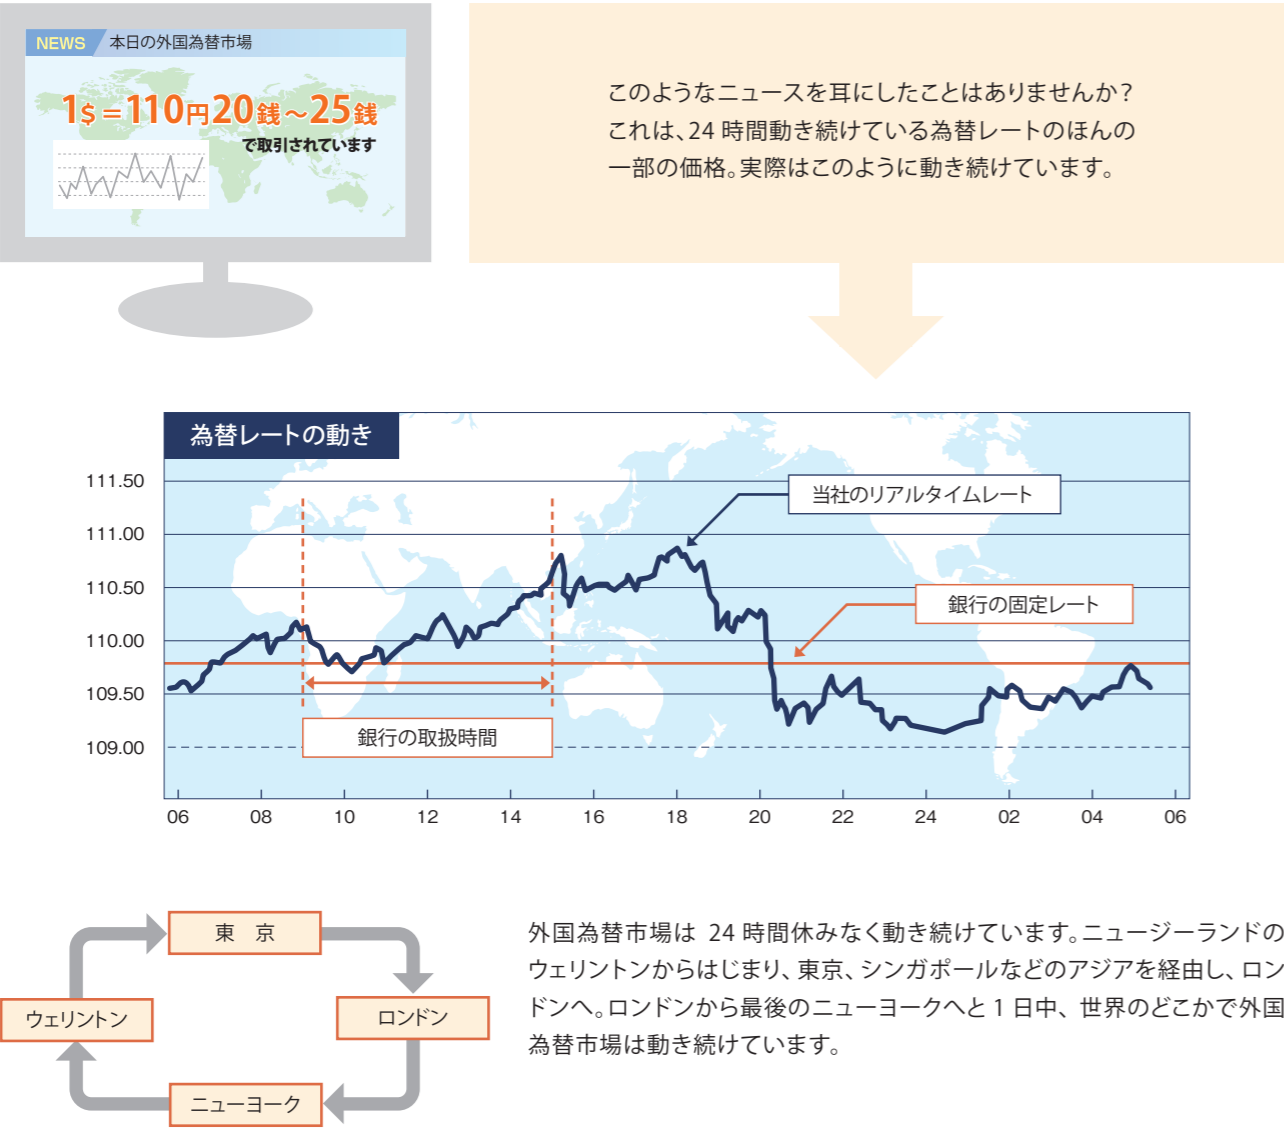 NEWS 本日の外国為替市場
1$=110円20銭～25銭
で取引されています
このようなニュースを耳にしたことはありませんか？
これは、24 時間動き続けている為替レートのほんの
一部の価格。実際はこのように動き続けています。
為替レートの動き
111.50
111.00
110.50
110.00
109.50
109.00
当社のリアルタイムレート
銀行の固定レート
銀行の取扱時間
06 08 10 12 14 16 18 20 22 24 02 04 06
東　京
ウェリントン
ロンドン
ニューヨーク
外国為替市場は 24 時間休みなく動き続けています。ニュージーランドの
ウェリントンからはじまり、東京、シンガポールなどのアジアを経由し、ロン
ドンへ。ロンドンから最後のニューヨークへと 1 日中、世界のどこかで外国
為替市場は動き続けています。